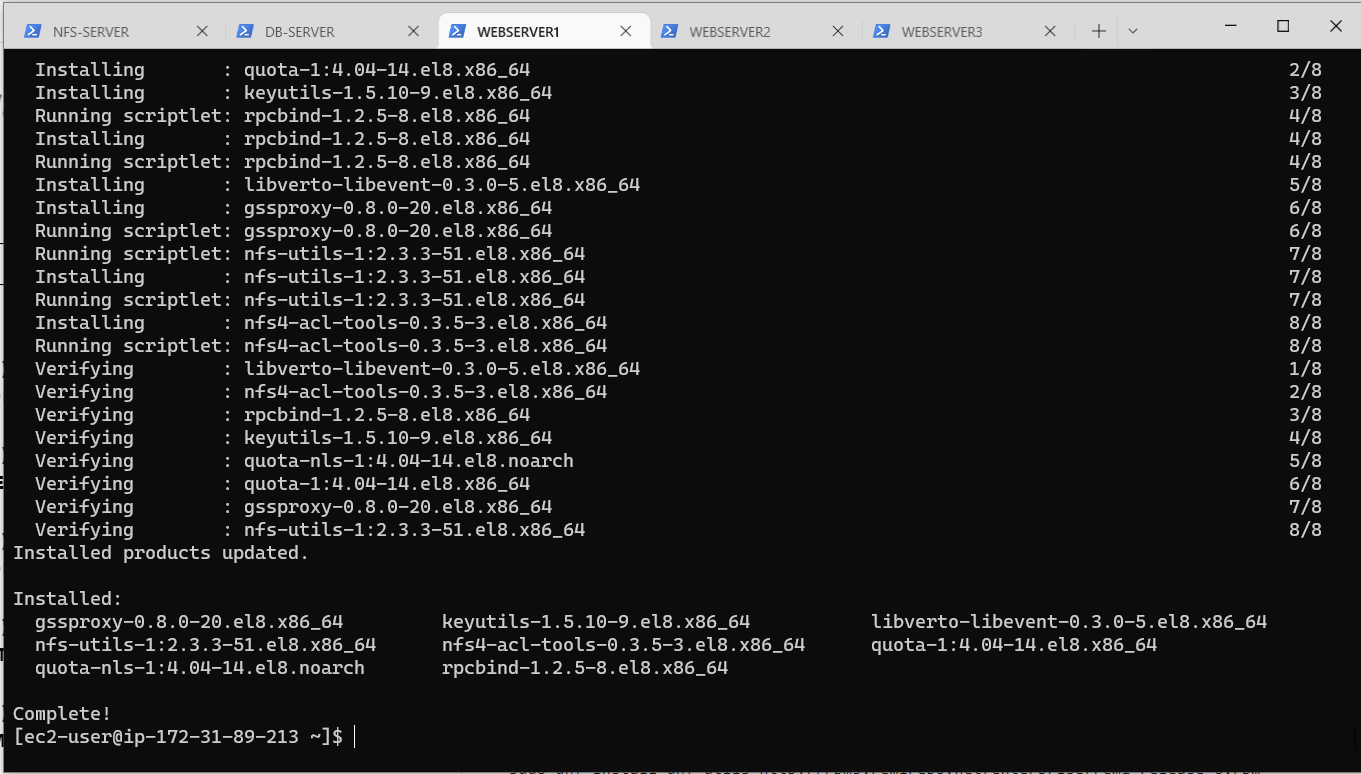 NFS-SERVER DB-SERVER WEBSERVER1 WEBSERVER2 WEBSERVER3
Installing : quota-1:4.04-14.el8.x86_64 2/8
Installing : keyutils-1.5.10-9.el8.x86_64 3/8
Running scriptlet: rpcbind-1.2.5-8.el8.x86_64 4/8
Installing : rpcbind-1.2.5-8.el8.x86_64 4/8
Running scriptlet: rpcbind-1.2.5-8.el8.x86_64 4/8
Installing : libverto-libevent-0.3.0-5.el8.x86_64 5/8
Installing : gssproxy-0.8.0-20.el8.x86_64 6/8
Running scriptlet: gssproxy-0.8.0-20.el8.x86_64 6/8
Running scriptlet: nfs-utils-1:2.3.3-51.el8.x86_64 7/8
Installing : nfs-utils-1:2.3.3-51.el8.x86_64 7/8
Running scriptlet: nfs-utils-1:2.3.3-51.el8.x86_64 7/8
Installing : nfs4-acl-tools-0.3.5-3.el8.x86_64 8/8
Running scriptlet: nfs4-acl-tools-0.3.5-3.el8.x86_64 8/8
Verifying : libverto-libevent-0.3.0-5.el8.x86_64 1/8
Verifying : nfs4-acl-tools-0.3.5-3.el8.x86_64 2/8
Verifying : rpcbind-1.2.5-8.el8.x86_64 3/8
Verifying : keyutils-1.5.10-9.el8.x86_64 4/8
Verifying : quota-nls-1:4.04-14.el8.noarch 5/8
Verifying : quota-1:4.04-14.el8.x86_64 6/8
Verifying : gssproxy-0.8.0-20.el8.x86_64 7/8
Verifying : nfs-utils-1:2.3.3-51.el8.x86_64 8/8
Installed products updated.
Installed:
gssproxy-0.8.0-20.el8.x86_64 keyutils-1.5.10-9.el8.x86_64 libverto-libevent-0.3.0-5.el8.x86_64
nfs-utils-1:2.3.3-51.el8.x86_64 nfs4-acl-tools-0.3.5-3.el8.x86_64 quota-1:4.04-14.el8.x86_64
quota-nls-1:4.04-14.el8.noarch rpcbind-1.2.5-8.el8.x86_64
Complete!
[ec2-user@ip-172-31-89-213 ~]$